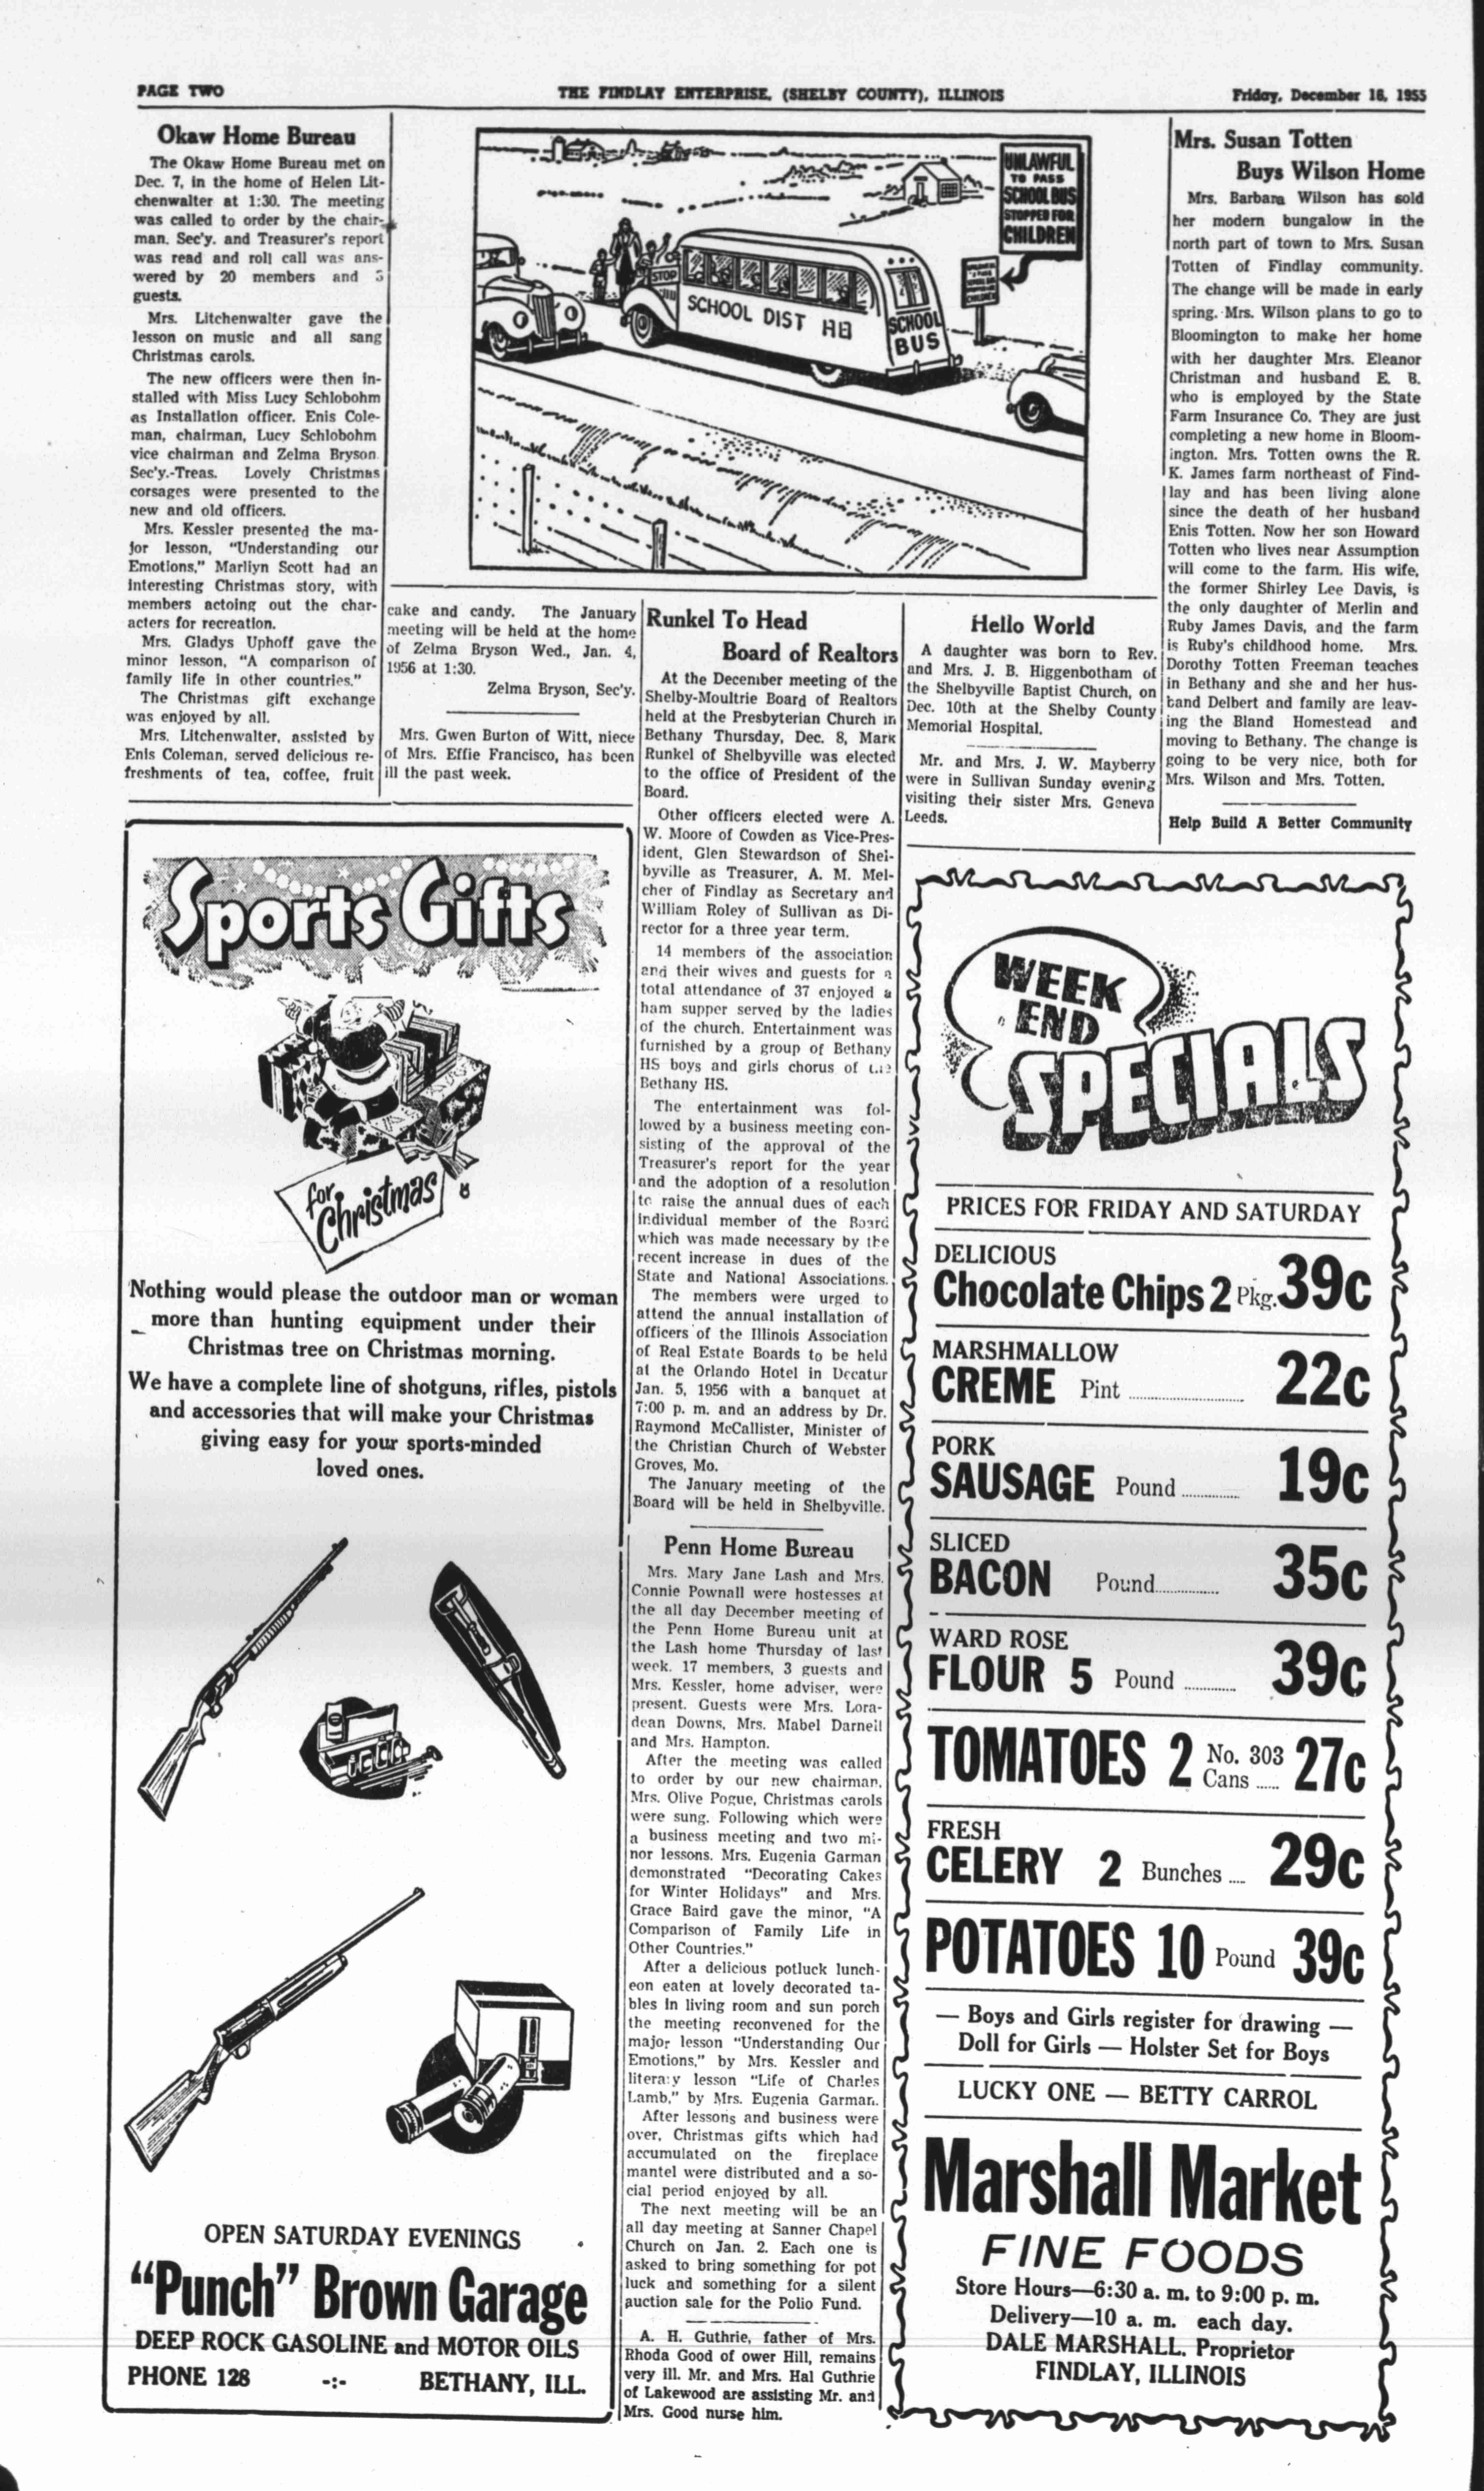 PAGE TWO
THE FINDLAY ENTERPRISE, (SHELBY COUNTY), ILLINOIS
Friday, December 16, 1955
Okaw Home Bureau
The Okaw Home Bureau met on
Dec. 7, in the home of Helen Lit-
chenwalter at 1:30. The meeting
was called to order by the chair-
man. Sec'y. and Treasurer's report
was read and roll call was ans-
wered by 20 members and 3
guests.
Mrs. Litchenwalter gave the
lesson on music and all sang
Christmas carols.
The new officers were then in-
stalled with Miss Lucy Schlobohm
as Installation officer. Enis Cole-
man, chairman, Lucy Schlobohm
vice chairman and Zelma Bryson
Sec'y.-Treas. Lovely Christmas
corsages were presented to the
new and old officers.
Mrs. Kessler presented the ma-
jor lesson, "Understanding our
Emotions," Marilyn Scott had an
interesting Christmas story, with
members actoing out the char-
acters for recreation.
Mrs. Gladys Uphoff gave the
minor lesson, "A comparison of
family life in other countries."
The Christmas gift exchange
was enjoyed by all.
Mrs. Litchenwalter, assisted by
Enis Coleman, served delicious re-
freshments of tea, coffee, fruit
cake and candy. The January
meeting will be held at the home
of Zelma Bryson Wed., Jan. 4,
1956 at 1:30.
Zelma Bryson, Sec'y.
Mrs. Gwen Burton of Witt, niece
of Mrs. Effie Francisco, has been
ill the past week.
UNLAWFUL
TO PASS
SCHOOL BUS
STOPPED FOR
CHILDREN
STOP
SCHOOL DIST
SCHOOL
BUS
Runkel To Head
Board of Realtors
At the December meeting of the
Shelby-Moultrie Board of Realtors
held at the Presbyterian Church in
Bethany Thursday, Dec. 8, Mark
Runkel of Shelbyville was elected
to the office of President of the
Board.
Other officers elected were A.
W. Moore of Cowden as Vice-Pres-
ident, Glen Stewardson of Shel-
byville as Treasurer, A. M. Mel-
cher of Findlay as Secretary and
William Roley of Sullivan as Di-
rector for a three year term.
14 members of the association
and their wives and guests for a
total attendance of 37 enjoyed a
ham supper served by the ladies
of the church. Entertainment was
furnished by a group of Bethany
HS boys and girls chorus of the
Bethany HS.
The entertainment was fol-
lowed by a business meeting con-
sisting of the approval of the
Treasurer's report for the year
and the adoption of a resolution
to raise the annual dues of each
individual member of the Board
which was made necessary by the
recent increase in dues of the
State and National Associations.
The members were urged to
attend the annual installation of
officers of the Illinois Association
of Real Estate Boards to be held
at the Orlando Hotel in Decatur
Jan. 5, 1956 with a banquet at
7:00 p. m. and an address by Dr.
Raymond McCallister, Minister of
the Christian Church of Webster
Groves, Mo.
The January meeting of the
Board will be held in Shelbyville.
Penn Home Bureau
Mrs. Mary Jane Lash and Mrs.
Connie Pownall were hostesses at
the all day December meeting of
the Penn Home Bureau unit at
the Lash home Thursday of last
week. 17 members, 3 guests and
Mrs. Kessler, home adviser, were
present. Guests were Mrs. Lora-
dean Downs, Mrs. Mabel Darnell
and Mrs. Hampton.
After the meeting was called
to order by our new chairman,
Mrs. Olive Pogue, Christmas carols
were sung. Following which were
a business meeting and two mi-
nor lessons. Mrs. Eugenia Garman
demonstrated "Decorating Cakes
for Winter Holidays" and Mrs.
Grace Baird gave the minor, "A
Comparison of Family Life in
Other Countries."
After a delicious potluck lunch-
eon eaten at lovely decorated ta-
bles in living room and sun porch
the meeting reconvened for the
major lesson "Understanding Our
Emotions," by Mrs. Kessler and
literary lesson "Life of Charles
Lamb," by Mrs. Eugenia Garman.
After lessons and business were
over, Christmas gifts which had
accumulated on the fireplace
mantel were distributed and a so-
cial period enjoyed by all.
The next meeting will be an
all day meeting at Sanner Chapel
Church on Jan. 2. Each one is
asked to bring something for pot
luck and something for a silent
auction sale for the Polio Fund.
A. H. Guthrie, father of Mrs.
Rhoda Good of ower Hill, remains
very ill. Mr. and Mrs. Hal Guthrie
of Lakewood are assisting Mr. and
Mrs. Good nurse him.
Hello World
A daughter was born to Rev.
and Mrs. J. B. Higgenbotham of
the Shelbyville Baptist Church, on
Dec. 10th at the Shelby County
Memorial Hospital.
Mr. and Mrs. J. W. Mayberry
were in Sullivan Sunday evening
visiting their sister Mrs. Geneva
Leeds.
Mrs. Susan Totten
Buys Wilson Home
Mrs. Barbara Wilson has sold
her modern bungalow in the
north part of town to Mrs. Susan
Totten of Findlay community.
The change will be made in early
spring. Mrs. Wilson plans to go to
Bloomington to make her home
with her daughter Mrs. Eleanor
Christman and husband E. B.
who is employed by the State
Farm Insurance Co. They are just
completing a new home in Bloom-
ington. Mrs. Totten owns the R.
K. James farm northeast of Find-
lay and has been living alone
since the death of her husband
Enis Totten. Now her son Howard
Totten who lives near Assumption
will come to the farm. His wife,
the former Shirley Lee Davis, is
the only daughter of Merlin and
Ruby James Davis, and the farm
is Ruby's childhood home. Mrs.
Dorothy Totten Freeman teaches
in Bethany and she and her hus-
band Delbert and family are leav-
ing the Bland Homestead and
moving to Bethany. The change is
going to be very nice, both for
Mrs. Wilson and Mrs. Totten.
Help Build A Better Community
Sports Gifts
for Christmas
Nothing would please the outdoor man or woman
more than hunting equipment under their
Christmas tree on Christmas morning.
We have a complete line of shotguns, rifles, pistols
and accessories that will make your Christmas
giving easy for your sports-minded
loved ones.
OPEN SATURDAY EVENINGS
"Punch" Brown Garage
DEEP ROCK GASOLINE and MOTOR OILS
PHONE 128 -:- BETHANY, ILL.
WEEK
END
SPECIALS
PRICES FOR FRIDAY AND SATURDAY
DELICIOUS
Chocolate Chips 2 Pkg. 39c
MARSHMALLOW
CREME Pint ........ 22c
PORK
SAUSAGE Pound ........ 19c
SLICED
BACON Pound ........ 35c
WARD ROSE
FLOUR 5 Pound ........ 39c
TOMATOES 2 No. 303 Cans ...... 27c
FRESH
CELERY 2 Bunches .... 29c
POTATOES 10 Pound 39c
— Boys and Girls register for drawing —
Doll for Girls — Holster Set for Boys
LUCKY ONE — BETTY CARROL
Marshall Market
FINE FOODS
Store Hours—6:30 a. m. to 9:00 p. m.
Delivery—10 a. m. each day.
DALE MARSHALL, Proprietor
FINDLAY, ILLINOIS